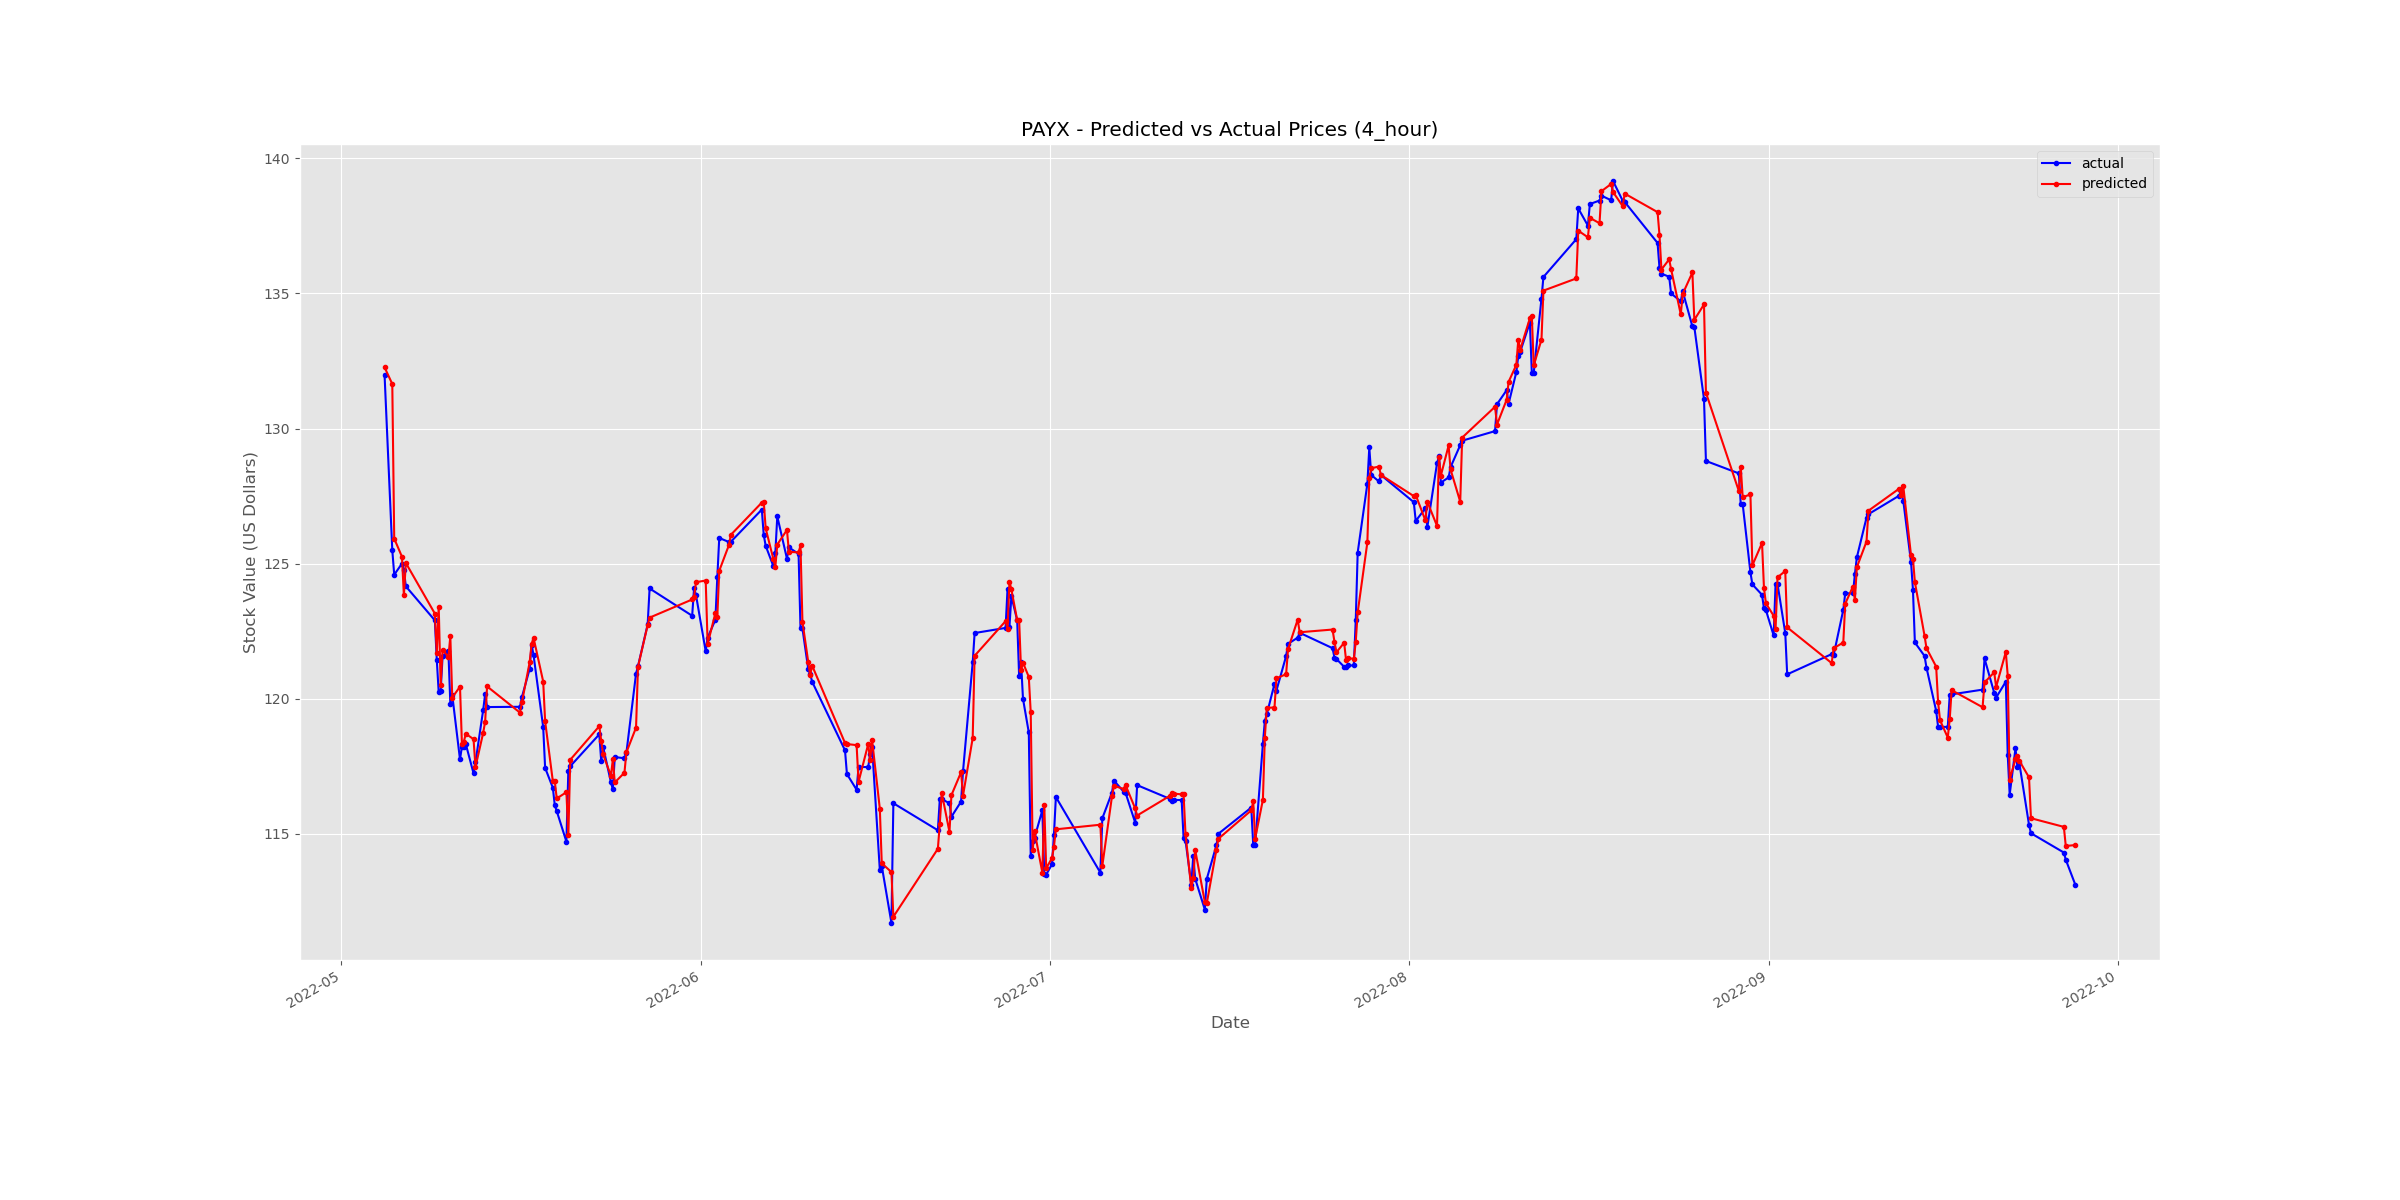 PAYX - Predicted vs Actual Prices (4_hour)
actual
predicted
140
135
130
125
120
115
Stock Value (US Dollars)
2022-05
2022-06
2022-07
2022-08
2022-09
2022-10
Date